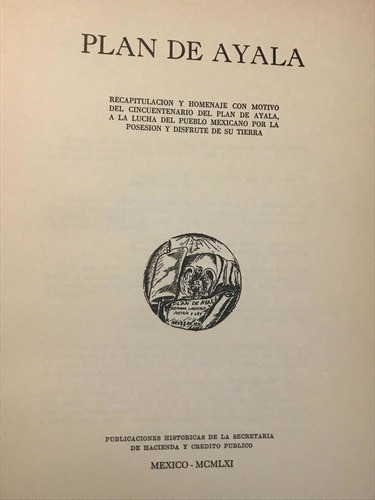 PLAN DE AYALA
RECAPITULACION Y HOMENAJE CON MOTIVO
DEL CINCUENTENARIO DEL PLAN DE AYALA,
A LA LUCHA DEL PUEBLO MEXICANO POR LA
POSESION Y DISFRUTE DE SU TIERRA
PLAN DE
JUSTICIA Y LEY
PUBLICACIONES HISTORICAS DE LA SECRETARIA
DE HACIENDA Y CREDITO PUBLICO
MEXICO - MCMLXI